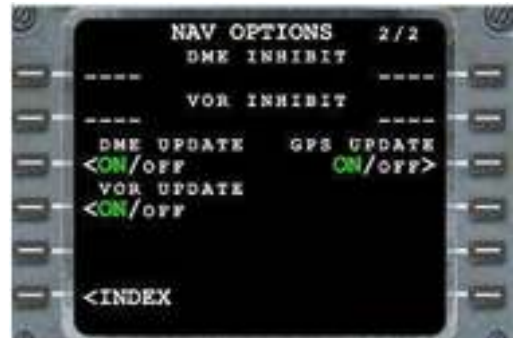 NAV OPTIONS 2/2
DME INHIBIT
---- ----
VOR INHIBIT
---- ----
DME UPDATE GPS UPDATE
<ON/OFF ON/OFF>
VOR UPDATE
<ON/OFF
<INDEX